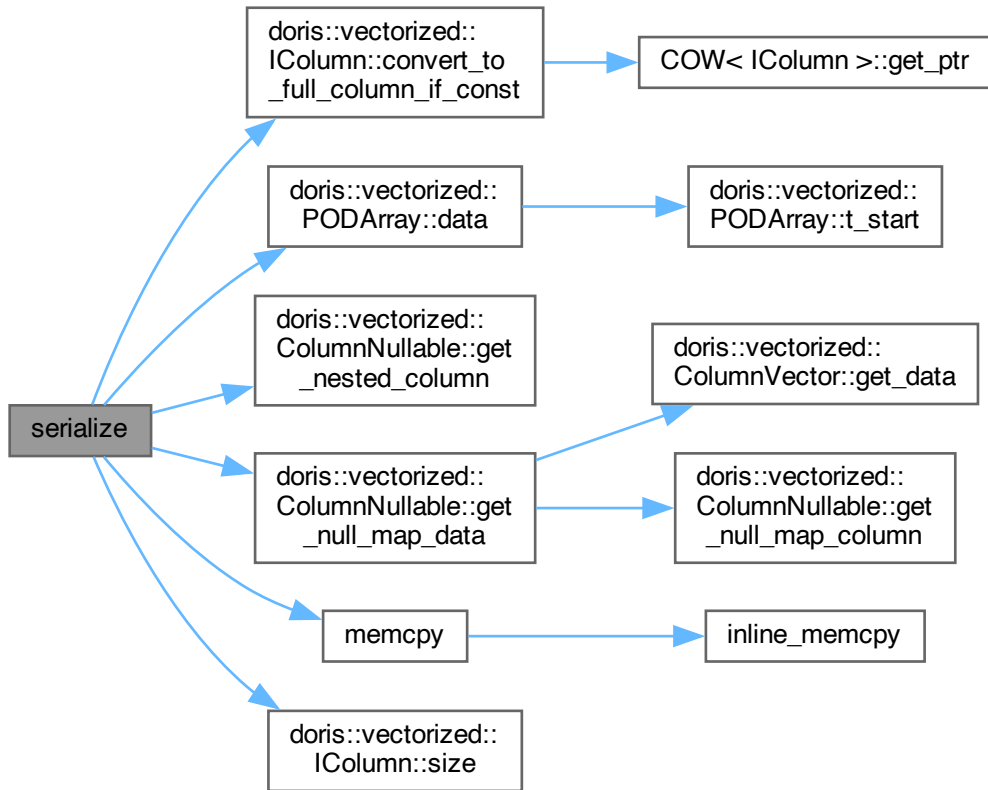 doris::vectorized::
IColumn::convert_to
_full_column_if_const
COW< IColumn >::get_ptr
doris::vectorized::
PODArray::data
doris::vectorized::
PODArray::t_start
doris::vectorized::
ColumnNullable::get
_nested_column
doris::vectorized::
ColumnVector::get_data
serialize
doris::vectorized::
ColumnNullable::get
_null_map_data
doris::vectorized::
ColumnNullable::get
_null_map_column
memcpy
inline_memcpy
doris::vectorized::
IColumn::size